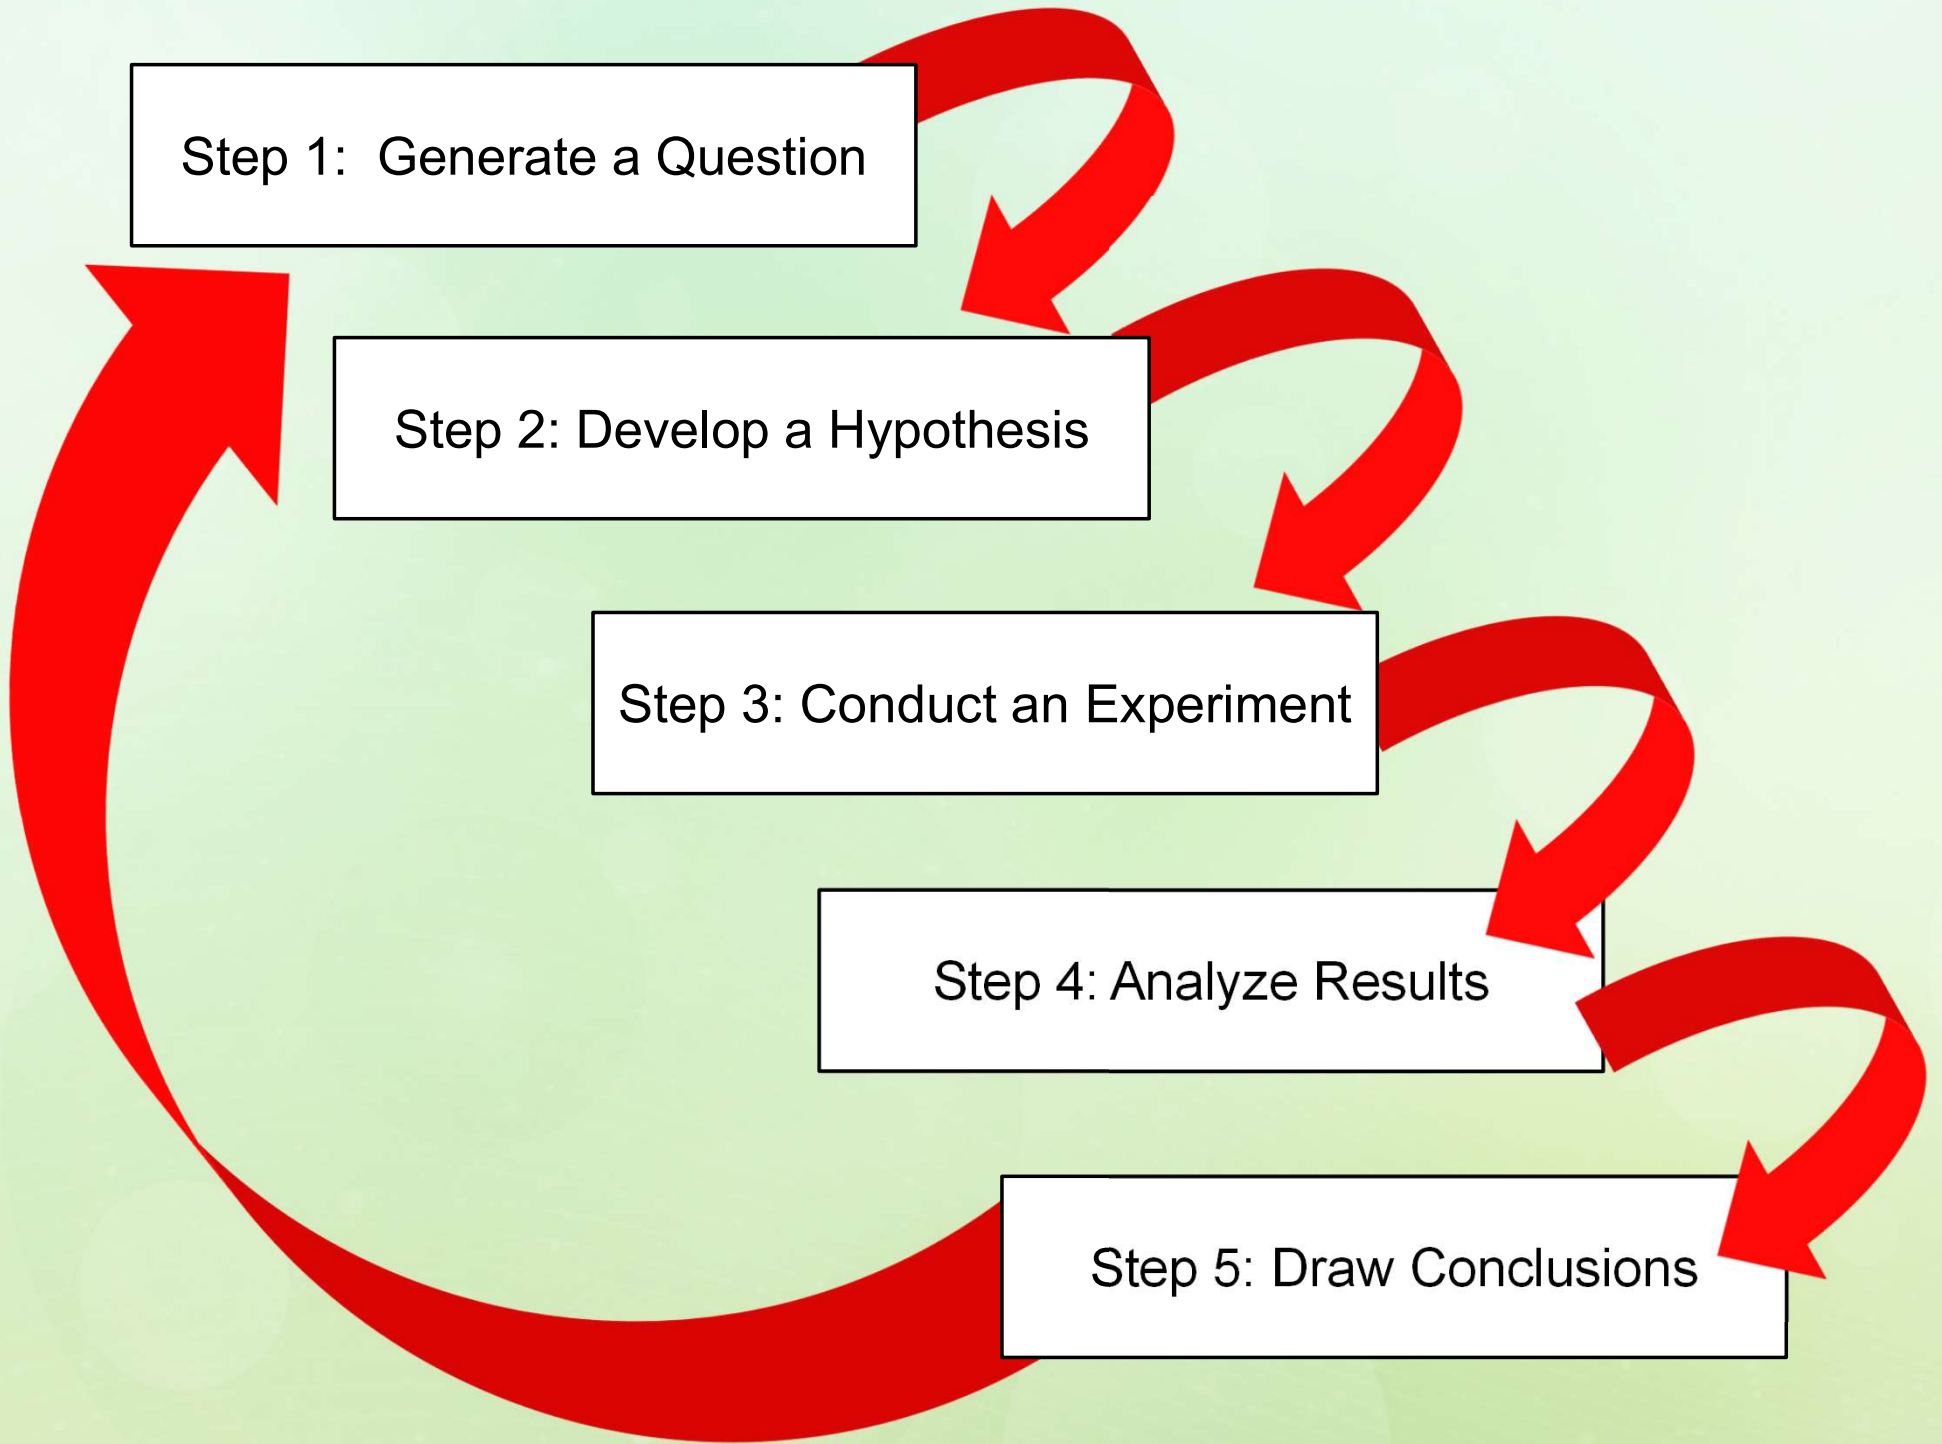 Step 1:  Generate a Question
Step 2: Develop a Hypothesis
Step 3: Conduct an Experiment
Step 4: Analyze Results
Step 5: Draw Conclusions